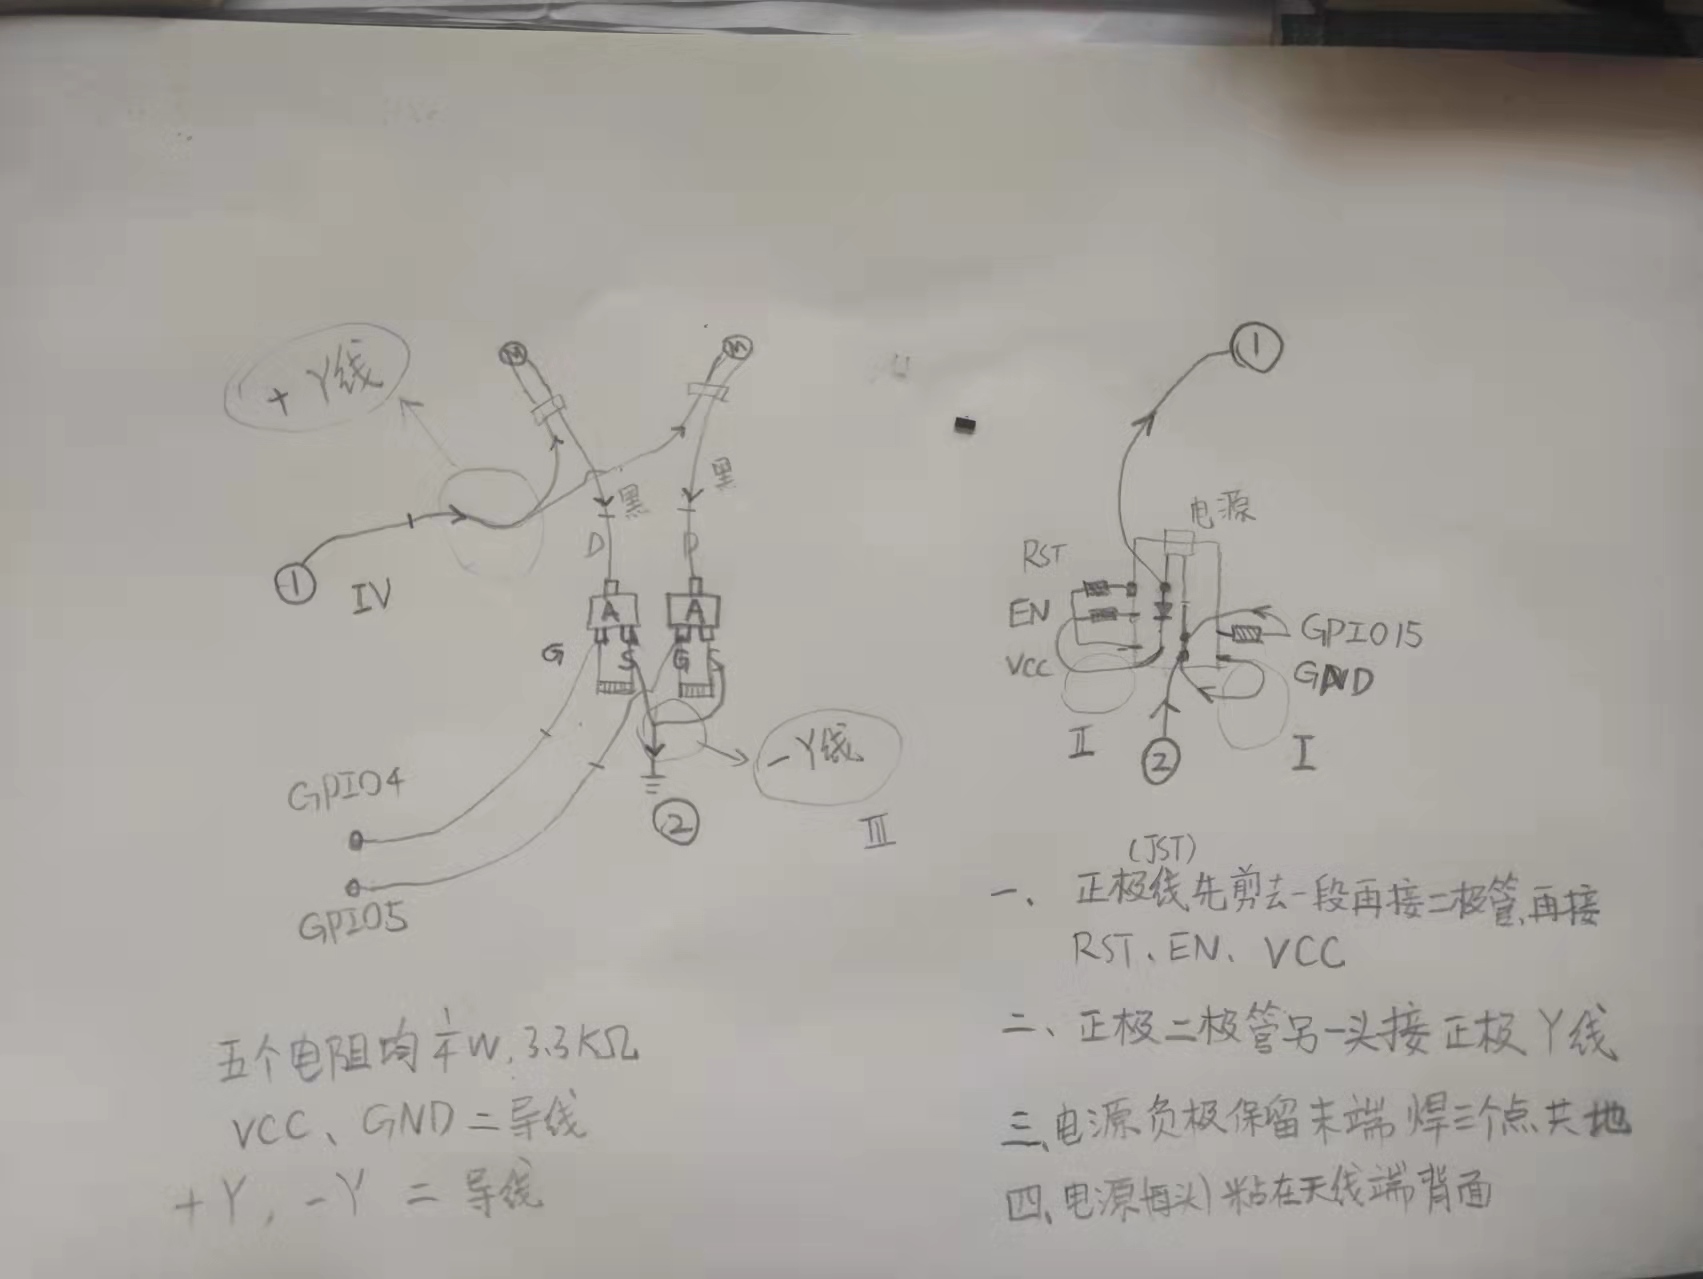 + Y线
M
M
黑
黑
D
D
① IV
A
A
G
S
G
S
GPIO4
GPIO5
-Y线
②
III
五个电阻均1/4W,3.3KΩ
VCC、GND=导线
+Y,-Y = 导线
①
电源
RST
EN
VCC
GPIO15
GND
II
②
I
(JST)
一、正极线先剪去一段再接二极管,再接
RST、EN、VCC
二、正极二极管另一头接正极Y线
三、电源负极保留末端焊三个点共地
四、电源母头粘在天线端背面